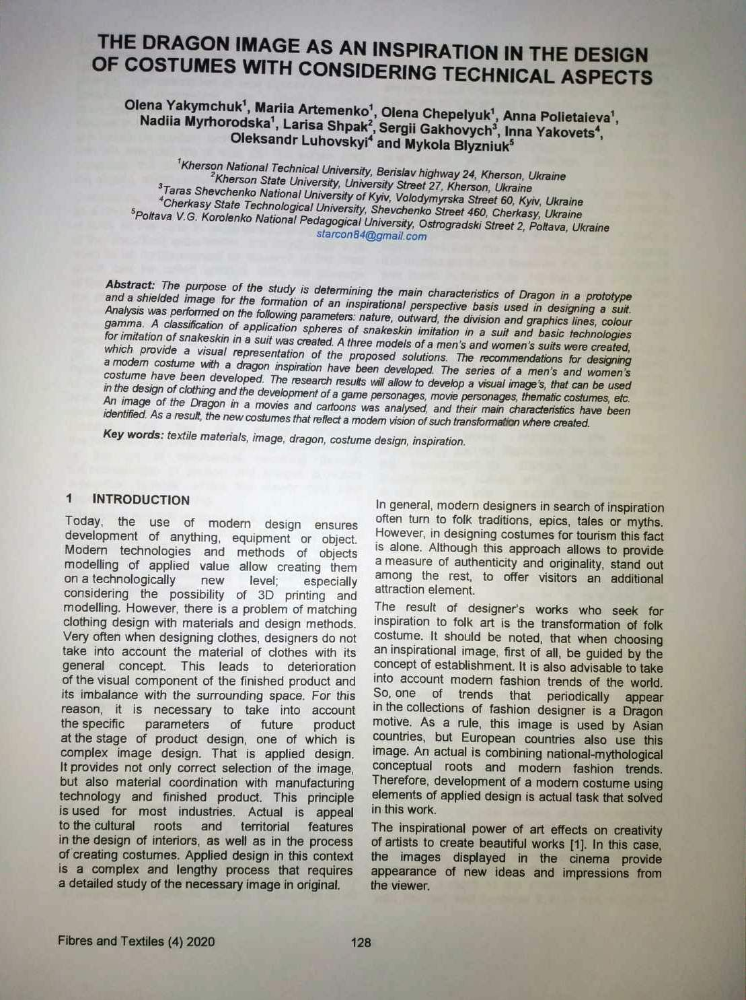 THE DRAGON IMAGE AS AN INSPIRATION IN THE DESIGN
OF COSTUMES WITH CONSIDERING TECHNICAL ASPECTS
Olena Yakymchuk¹, Mariia Artemenko¹, Olena Chepelyuk¹, Anna Polietaieva¹,
Nadiia Myrhorodska¹, Larisa Shpak², Sergii Gakhovych³, Inna Yakovets⁴,
Oleksandr Luhovskyi⁴ and Mykola Blyzniuk⁵
¹Kherson National Technical University, Berislav highway 24, Kherson, Ukraine
²Kherson State University, University Street 27, Kherson, Ukraine
³Taras Shevchenko National University of Kyiv, Volodymyrska Street 60, Kyiv, Ukraine
⁴Cherkasy State Technological University, Shevchenko Street 460, Cherkasy, Ukraine
⁵Poltava V.G. Korolenko National Pedagogical University, Ostrogradski Street 2, Poltava, Ukraine
starcon84@gmail.com
Abstract: The purpose of the study is determining the main characteristics of Dragon in a prototype
and a shielded image for the formation of an inspirational perspective basis used in designing a suit.
Analysis was performed on the following parameters: nature, outward, the division and graphics lines, colour
gamma. A classification of application spheres of snakeskin imitation in a suit and basic technologies
for imitation of snakeskin in a suit was created. A three models of a men's and women's suits were created,
which provide a visual representation of the proposed solutions. The recommendations for designing
a modern costume with a dragon inspiration have been developed. The series of a men's and women's
costume have been developed. The research results will allow to develop a visual image's, that can be used
in the design of clothing and the development of a game personages, movie personages, thematic costumes, etc.
An image of the Dragon in a movies and cartoons was analysed, and their main characteristics have been
identified. As a result, the new costumes that reflect a modern vision of such transformation where created.
Key words: textile materials, image, dragon, costume design, inspiration.
1 INTRODUCTION
Today, the use of modern design ensures
development of anything, equipment or object.
Modern technologies and methods of objects
modelling of applied value allow creating them
on a technologically new level; especially
considering the possibility of 3D printing and
modelling. However, there is a problem of matching
clothing design with materials and design methods.
Very often when designing clothes, designers do not
take into account the material of clothes with its
general concept. This leads to deterioration
of the visual component of the finished product and
its imbalance with the surrounding space. For this
reason, it is necessary to take into account
the specific parameters of future product
at the stage of product design, one of which is
complex image design. That is applied design.
It provides not only correct selection of the image,
but also material coordination with manufacturing
technology and finished product. This principle
is used for most industries. Actual is appeal
to the cultural roots and territorial features
in the design of interiors, as well as in the process
of creating costumes. Applied design in this context
is a complex and lengthy process that requires
a detailed study of the necessary image in original.
In general, modern designers in search of inspiration
often turn to folk traditions, epics, tales or myths.
However, in designing costumes for tourism this fact
is alone. Although this approach allows to provide
a measure of authenticity and originality, stand out
among the rest, to offer visitors an additional
attraction element.
The result of designer's works who seek for
inspiration to folk art is the transformation of folk
costume. It should be noted, that when choosing
an inspirational image, first of all, be guided by the
concept of establishment. It is also advisable to take
into account modern fashion trends of the world.
So, one of trends that periodically appear
in the collections of fashion designer is a Dragon
motive. As a rule, this image is used by Asian
countries, but European countries also use this
image. An actual is combining national-mythological
conceptual roots and modern fashion trends.
Therefore, development of a modern costume using
elements of applied design is actual task that solved
in this work.
The inspirational power of art effects on creativity
of artists to create beautiful works [1]. In this case,
the images displayed in the cinema provide
appearance of new ideas and impressions from
the viewer.
Fibres and Textiles (4) 2020
128